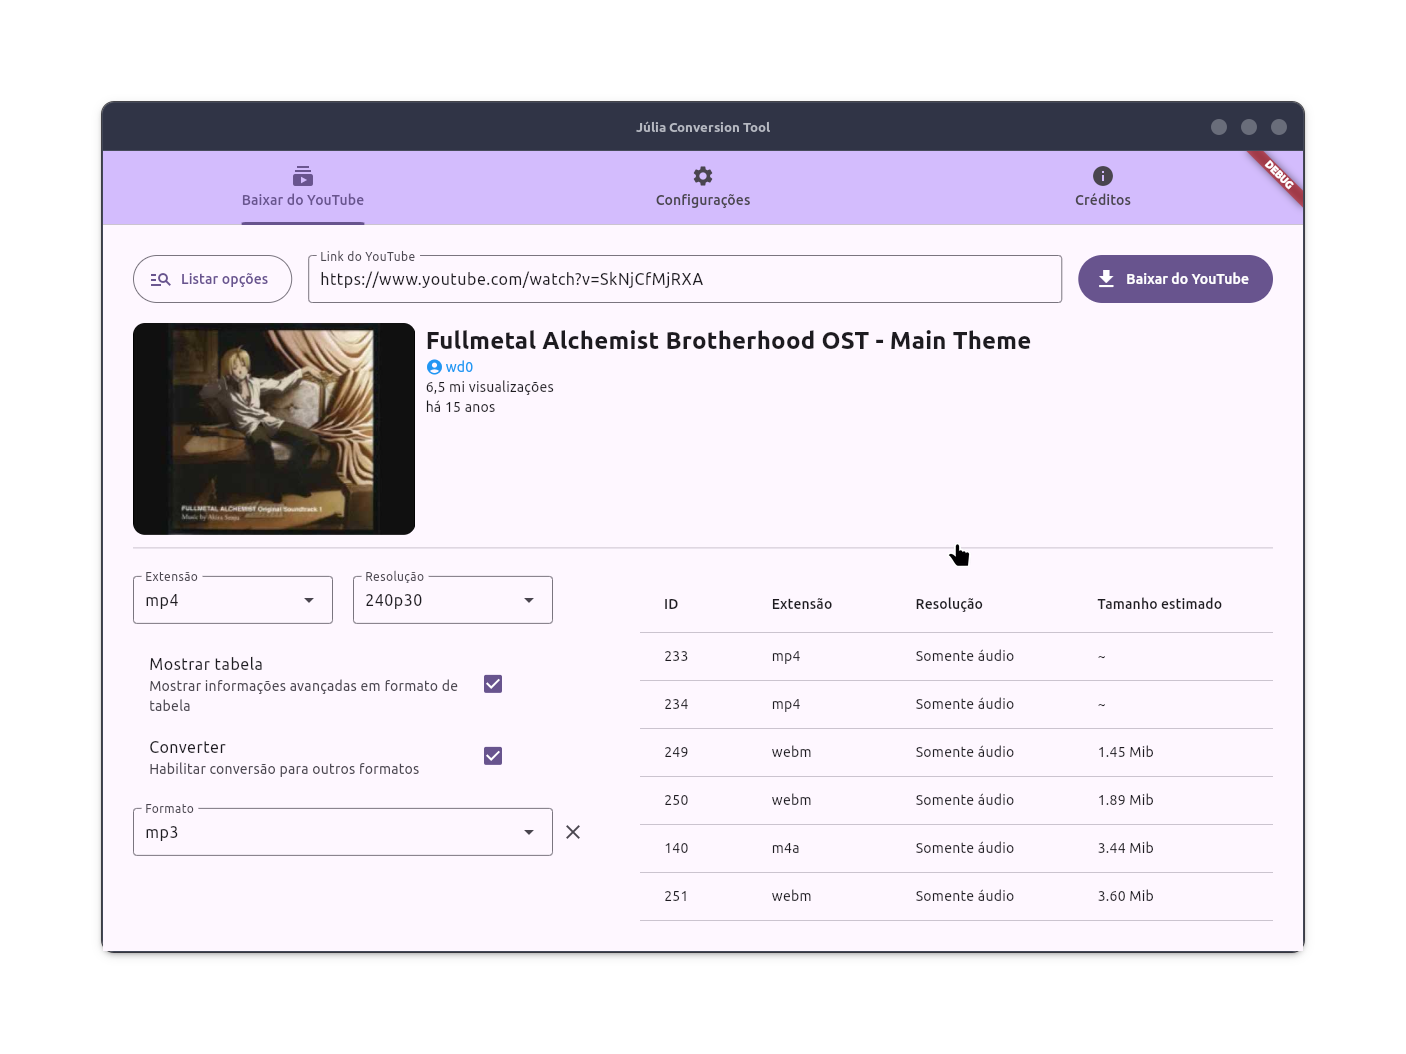 Júlia Conversion Tool
Baixar do YouTube
Configurações
Créditos
DEBUG
Listar opções
Link do YouTube
https://www.youtube.com/watch?v=SkNjCfMjRXA
Baixar do YouTube
Fullmetal Alchemist Brotherhood OST - Main Theme
wd0
6,5 mi visualizações
há 15 anos
FULLMETAL ALCHEMIST Original Soundtrack 1
Music by Akira Senju
Extensão
mp4
Resolução
240p30
Mostrar tabela
Mostrar informações avançadas em formato de
tabela
Converter
Habilitar conversão para outros formatos
Formato
mp3
ID Extensão Resolução Tamanho estimado
233 mp4 Somente áudio ~
234 mp4 Somente áudio ~
249 webm Somente áudio 1.45 Mib
250 webm Somente áudio 1.89 Mib
140 m4a Somente áudio 3.44 Mib
251 webm Somente áudio 3.60 Mib